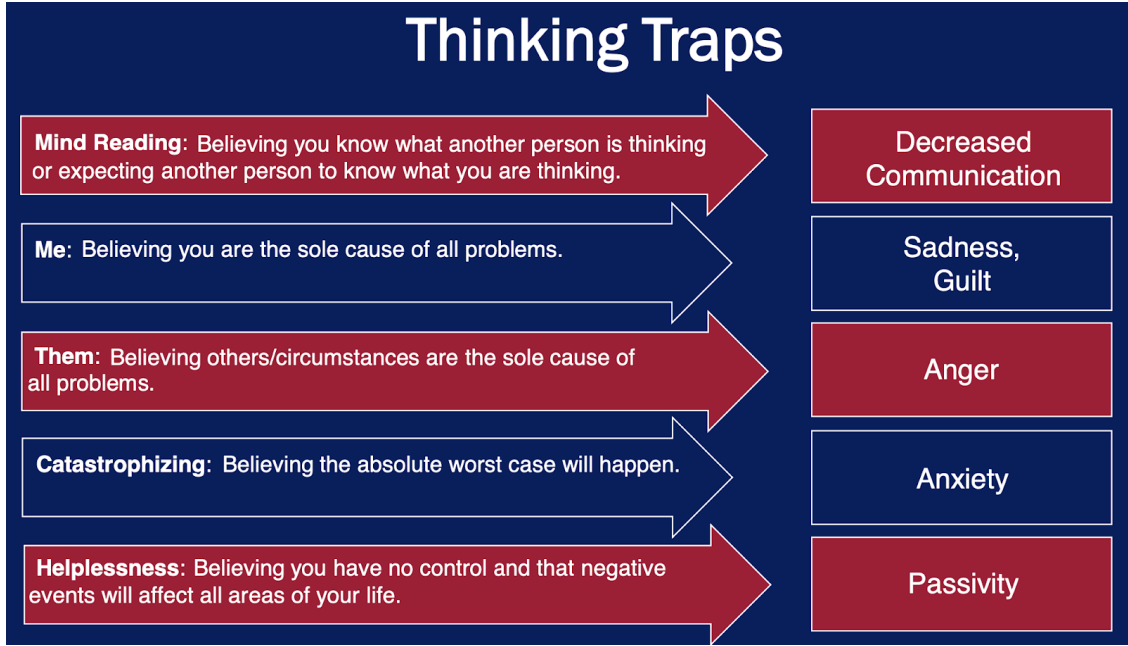 Thinking Traps
Mind Reading: Believing you know what another person is thinking
or expecting another person to know what you are thinking.
Decreased
Communication
Me: Believing you are the sole cause of all problems.
Sadness,
Guilt
Them: Believing others/circumstances are the sole cause of
all problems.
Anger
Catastrophizing: Believing the absolute worst case will happen.
Anxiety
Helplessness: Believing you have no control and that negative
events will affect all areas of your life.
Passivity